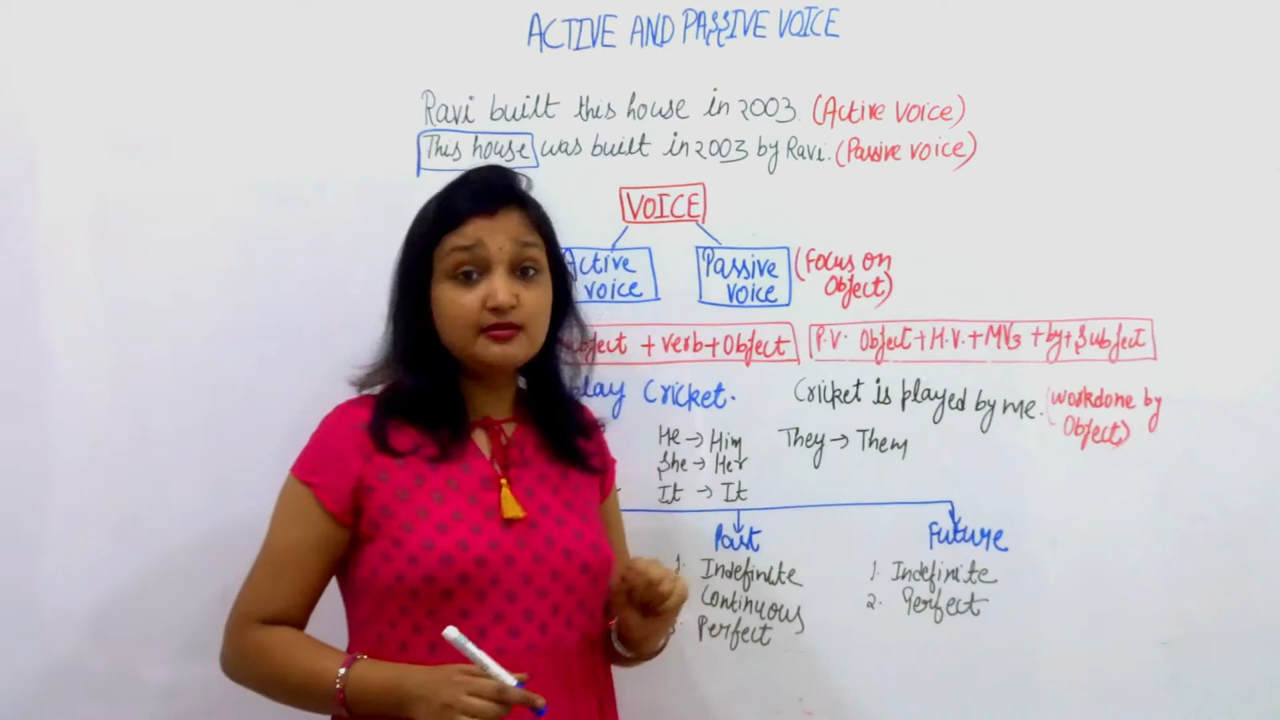 ACTIVE AND PASSIVE VOICE
Ravi built this house in 2003. (Active voice)
This house was built in 2003 by Ravi. (Passive voice)
VOICE
Active voice
Passive voice
(Focus on Object)
+ verb + Object
P.V. Object + H.V. + MV3 + by + Subject
play Cricket.
Cricket is played by me. (workdone by Object)
He → Him
They → Them
She → Her
It → It
Past
Future
1. Indefinite
1. Indefinite
Continuous
2. Perfect
Perfect